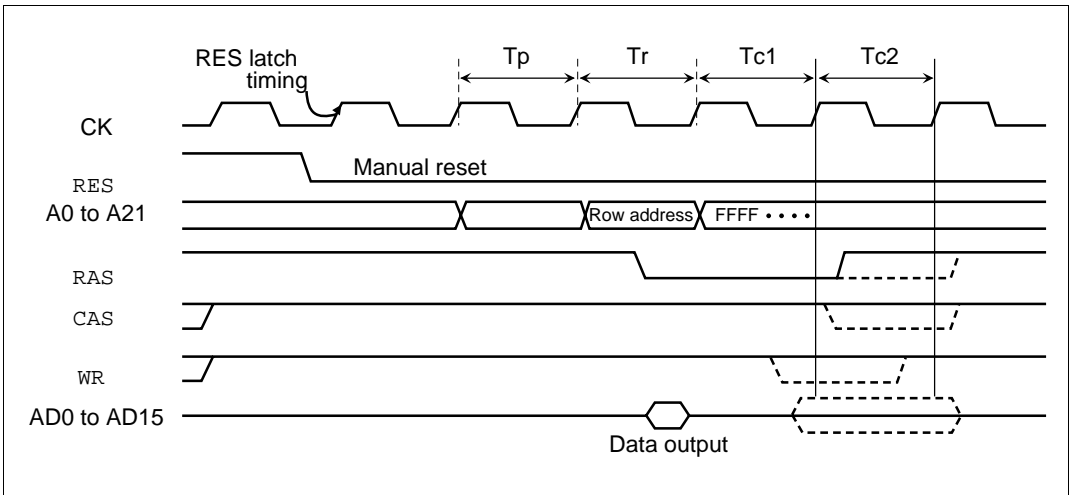 RES latch
timing
Tp
Tr
Tc1
Tc2
CK
RES
Manual reset
A0 to A21
Row address
FFFF ••••
RAS
CAS
WR
AD0 to AD15
Data output